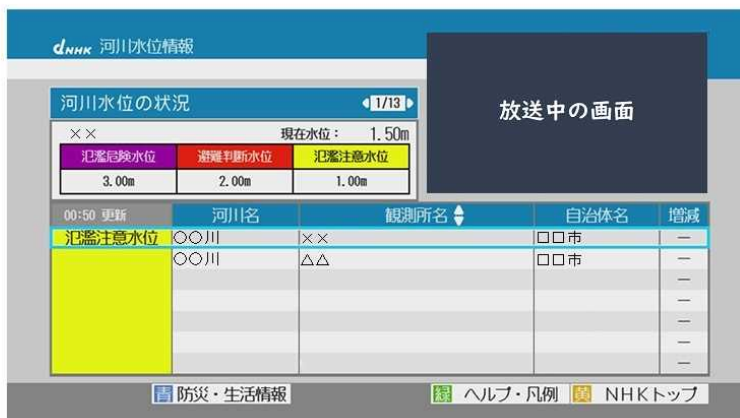 dNHK 河川水位情報
河川水位の状況 1/13
×× 現在水位: 1.50m
氾濫危険水位 避難判断水位 氾濫注意水位
3.00m 2.00m 1.00m
放送中の画面
00:50 更新 河川名 観測所名 自治体名 増減
氾濫注意水位 〇〇川 ×× □□市 −
〇〇川 △△ □□市 −
−
−
−
−
−
青 防災・生活情報 緑 ヘルプ・凡例 黄 NHKトップ